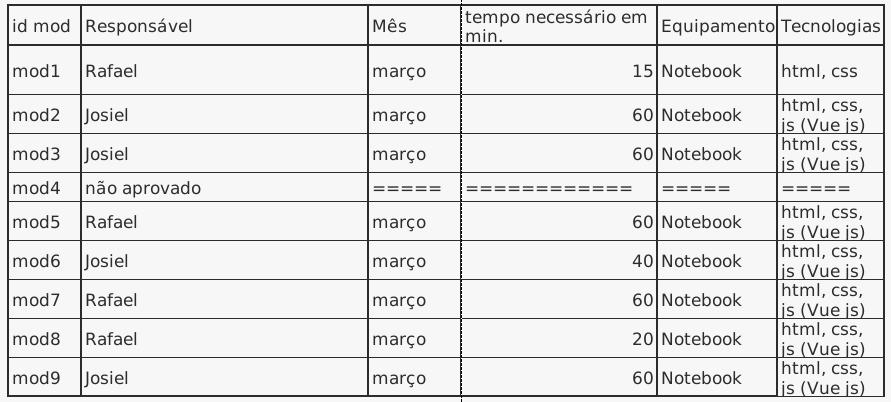 id mod Responsável Mês tempo necessário em min. Equipamento Tecnologias
mod1 Rafael março 15 Notebook html, css
mod2 Josiel março 60 Notebook html, css, js (Vue js)
mod3 Josiel março 60 Notebook html, css, js (Vue js)
mod4 não aprovado ===== ============ ===== =====
mod5 Rafael março 60 Notebook html, css, js (Vue js)
mod6 Josiel março 40 Notebook html, css, js (Vue js)
mod7 Rafael março 60 Notebook html, css, js (Vue js)
mod8 Rafael março 20 Notebook html, css, js (Vue js)
mod9 Josiel março 60 Notebook html, css, js (Vue js)